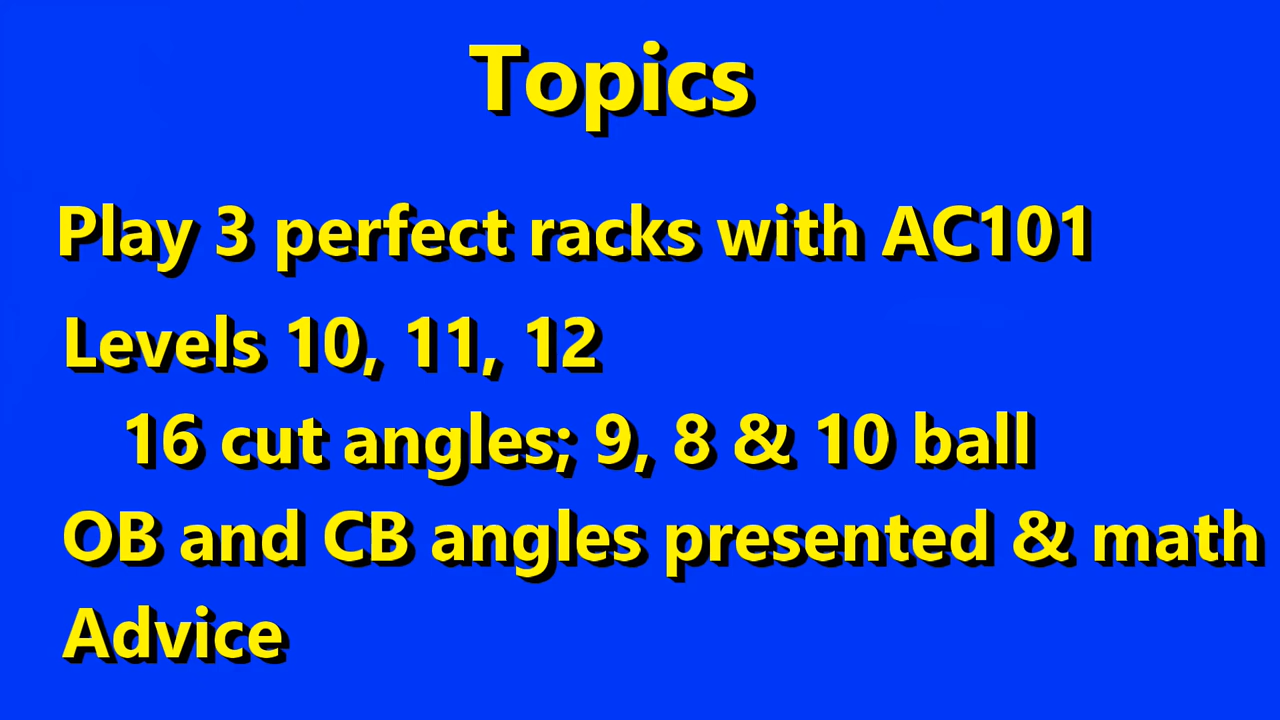 Topics
Play 3 perfect racks with AC101
Levels 10, 11, 12
16 cut angles; 9, 8 & 10 ball
OB and CB angles presented & math
Advice